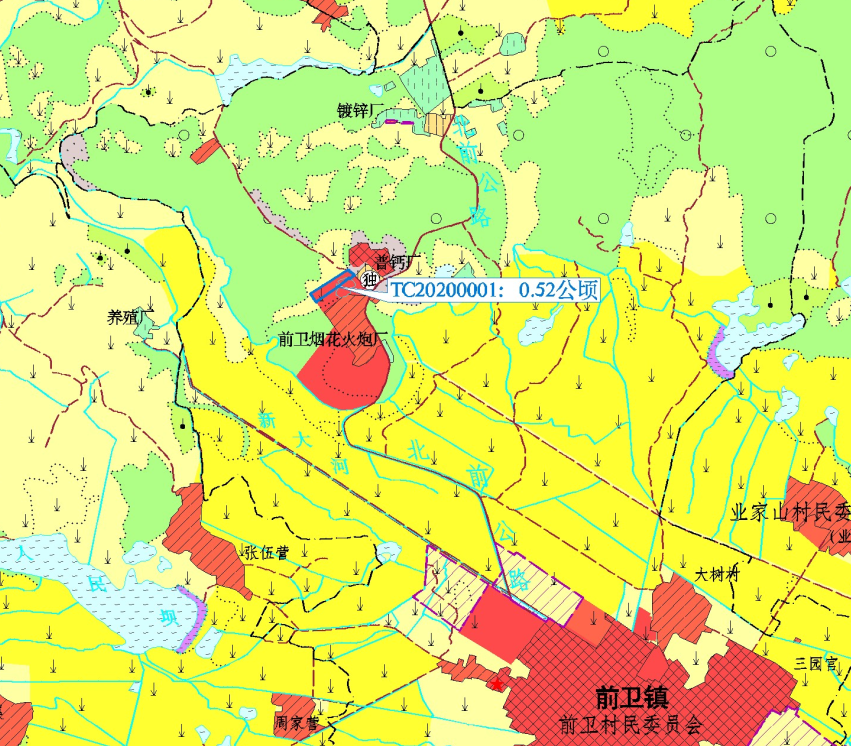 镀锌厂
北
前
公
路
普钙厂
独
TC20200001: 0.52公顷
养殖厂
前卫烟花火炮厂
新
大
河
北
前
公
路
业家山村民委
(业
张伍营
大树村
人
民
坝
三园宫
前卫镇
前卫村民委员会
周家营